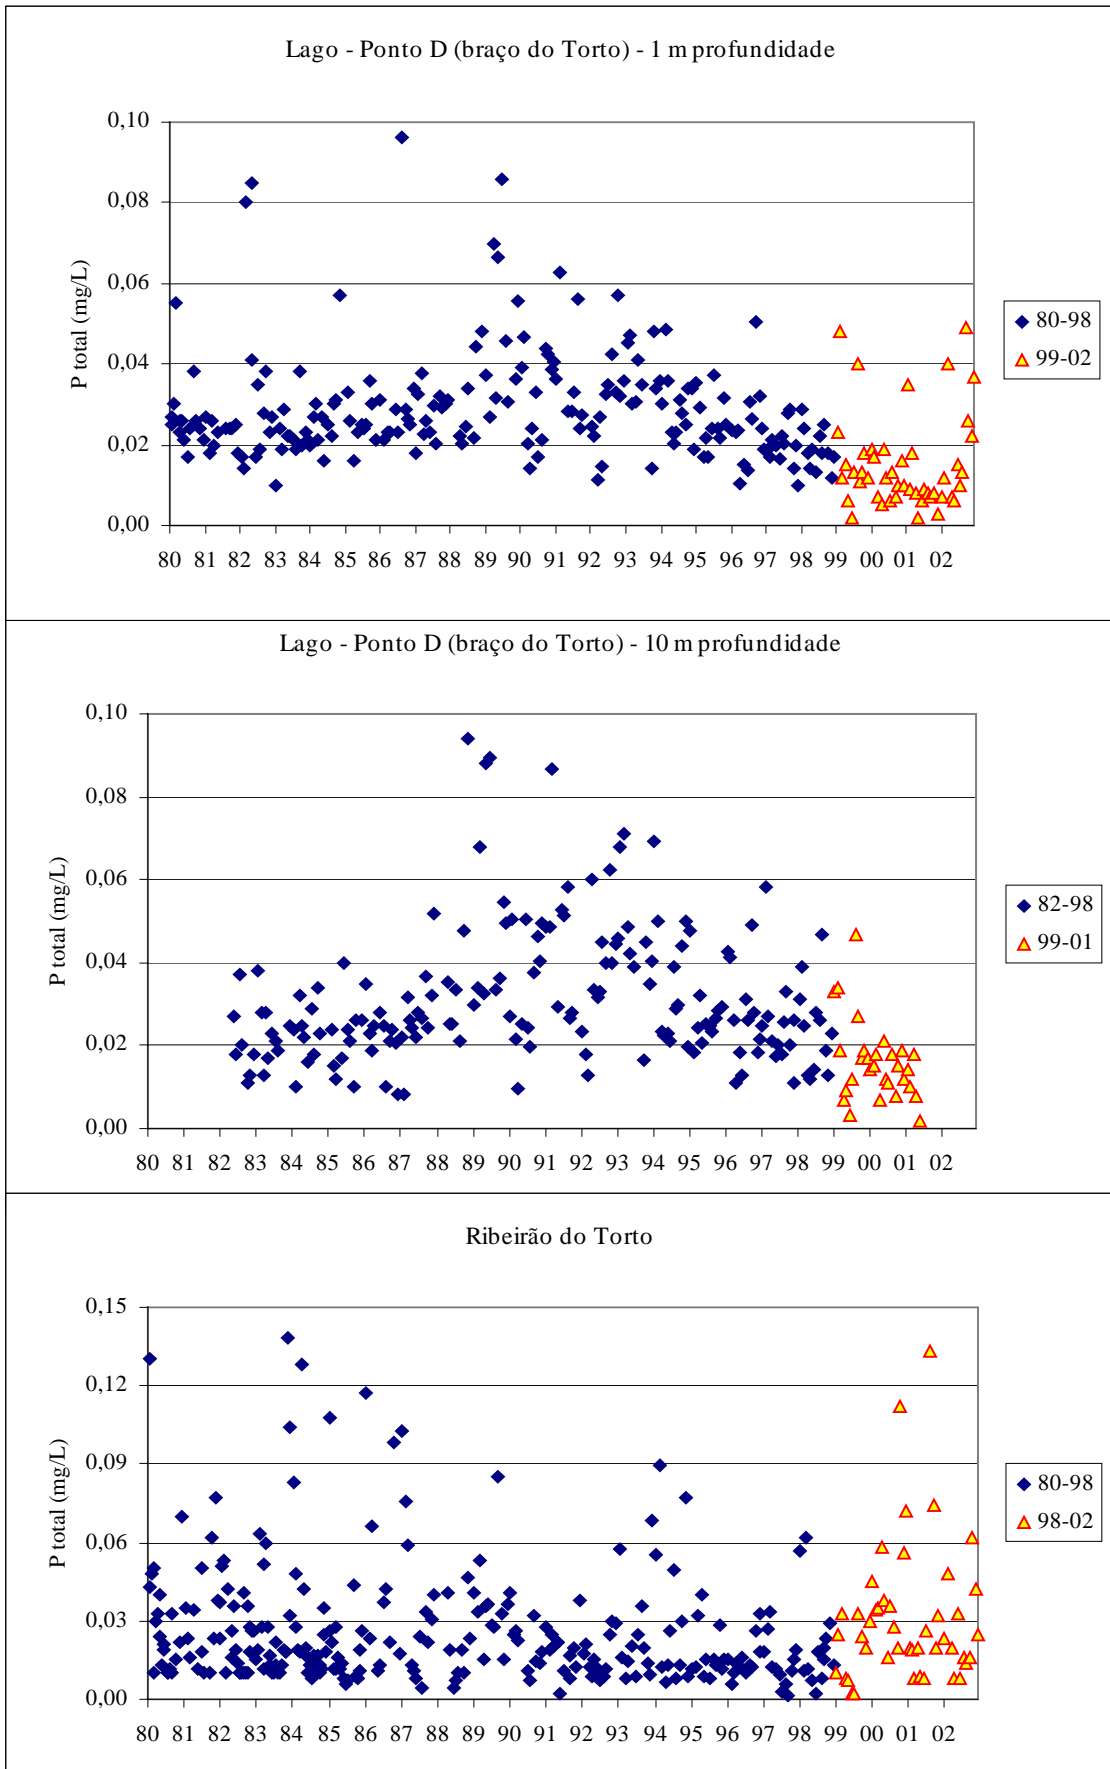 Lago - Ponto D (braço do Torto) - 1 m profundidade
0,10
0,08
0,06
0,04
0,02
0,00
P total (mg/L)
80 81 82 83 84 85 86 87 88 89 90 91 92 93 94 95 96 97 98 99 00 01 02
80-98
99-02
Lago - Ponto D (braço do Torto) - 10 m profundidade
0,10
0,08
0,06
0,04
0,02
0,00
P total (mg/L)
80 81 82 83 84 85 86 87 88 89 90 91 92 93 94 95 96 97 98 99 00 01 02
82-98
99-01
Ribeirão do Torto
0,15
0,12
0,09
0,06
0,03
0,00
P total (mg/L)
80 81 82 83 84 85 86 87 88 89 90 91 92 93 94 95 96 97 98 99 00 01 02
80-98
98-02